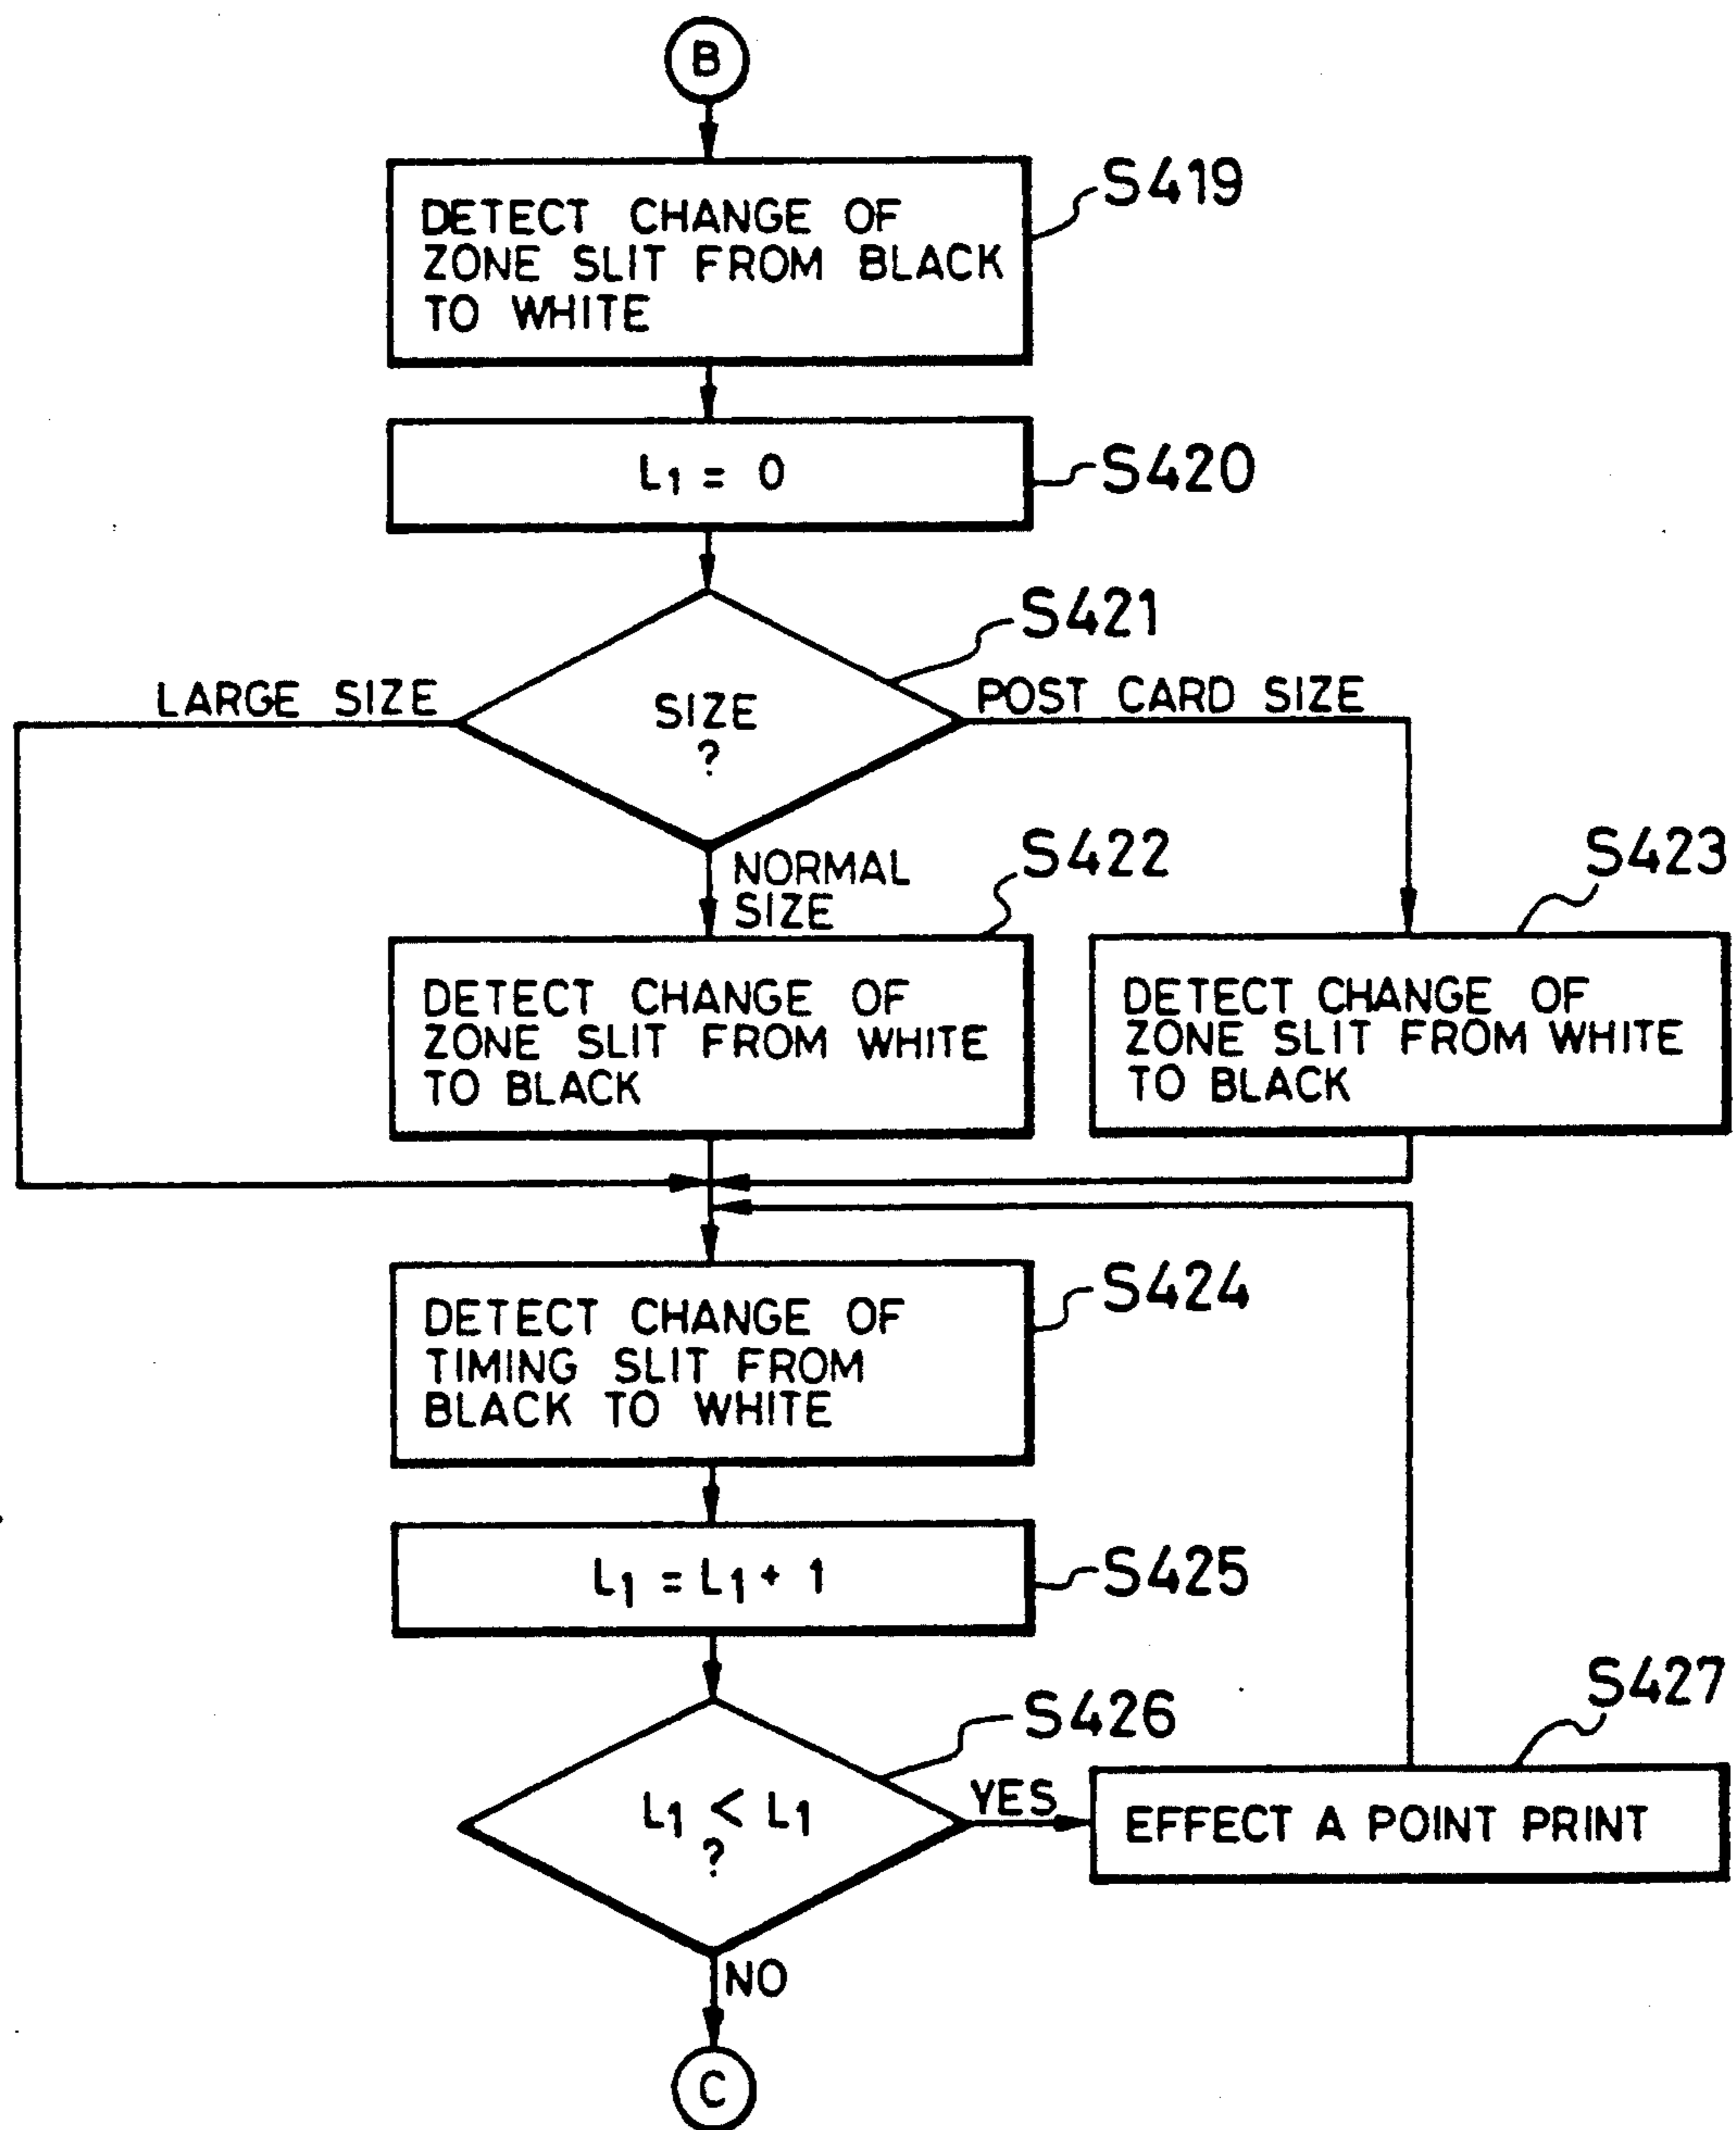 B
DETECT CHANGE OF
ZONE SLIT FROM BLACK
TO WHITE
S419
L1 = 0
S420
S421
LARGE SIZE
SIZE
?
POST CARD SIZE
NORMAL
SIZE
S422
S423
DETECT CHANGE OF
ZONE SLIT FROM WHITE
TO BLACK
DETECT CHANGE OF
ZONE SLIT FROM WHITE
TO BLACK
DETECT CHANGE OF
TIMING SLIT FROM
BLACK TO WHITE
S424
L1 = L1 + 1
S425
S426
L1 < L1
?
YES
S427
EFFECT A POINT PRINT
NO
C